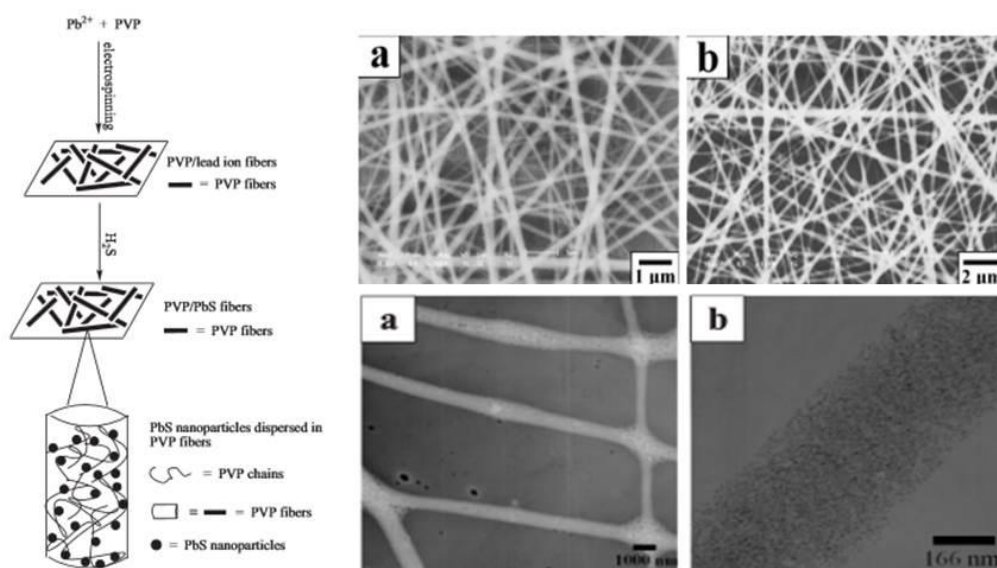 Pb²⁺ + PVP
electrospinning
PVP/lead ion fibers
= PVP fibers
H₂S
PVP/PbS fibers
= PVP fibers
PbS nanoparticles dispersed in
PVP fibers
= PVP chains
≡ = PVP fibers
= PbS nanoparticles
a
1 μm
b
2 μm
a
1000 nm
b
166 nm